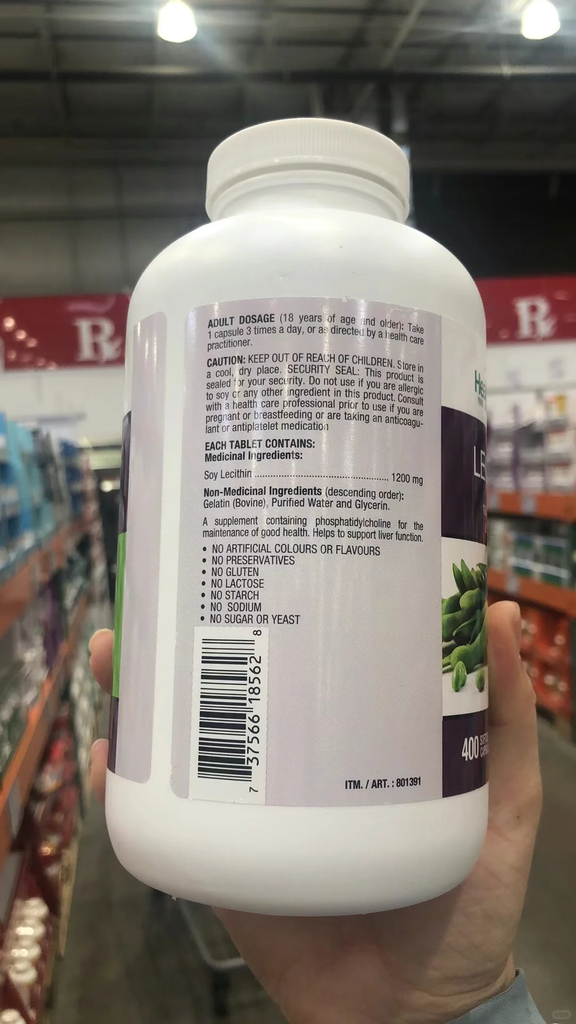 Rx
Rx
ADULT DOSAGE (18 years of age and older): Take
1 capsule 3 times a day, or as directed by a health care
practitioner.
CAUTION: KEEP OUT OF REACH OF CHILDREN. Store in
a cool, dry place. SECURITY SEAL: This product is
sealed for your security. Do not use if you are allergic
to soy or any other ingredient in this product. Consult
with a health care professional prior to use if you are
pregnant or breastfeeding or are taking an anticoagu-
lant or antiplatelet medication
EACH TABLET CONTAINS:
Medicinal Ingredients:
Soy Lecithin ........................................ 1200 mg
Non-Medicinal Ingredients (descending order):
Gelatin (Bovine), Purified Water and Glycerin.
A supplement containing phosphatidylcholine for the
maintenance of good health. Helps to support liver function.
• NO ARTIFICIAL COLOURS OR FLAVOURS
• NO PRESERVATIVES
• NO GLUTEN
• NO LACTOSE
• NO STARCH
• NO SODIUM
• NO SUGAR OR YEAST
7 37566 18562 8
ITM. / ART. : 801391
LE
400